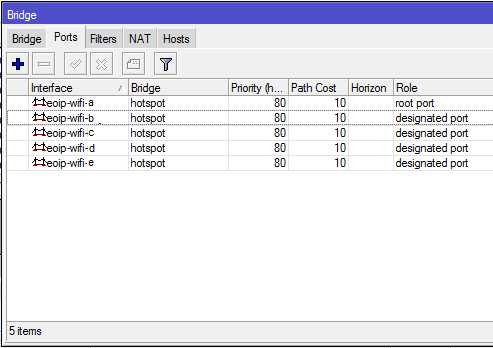 Bridge
Bridge Ports Filters NAT Hosts
Interface Bridge Priority (h... Path Cost Horizon Role
eoip-wifi-a hotspot 80 10 root port
eoip-wifi-b hotspot 80 10 designated port
eoip-wifi-c hotspot 80 10 designated port
eoip-wifi-d hotspot 80 10 designated port
eoip-wifi-e hotspot 80 10 designated port
5 items